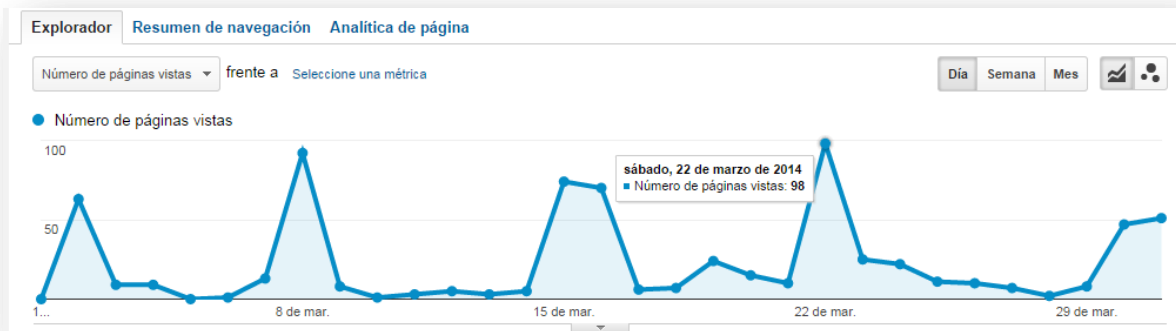 Explorador Resumen de navegación Analítica de página
Número de páginas vistas frente a Seleccione una métrica Día Semana Mes
Número de páginas vistas
100
sábado, 22 de marzo de 2014
Número de páginas vistas: 98
50
1... 8 de mar. 15 de mar. 22 de mar. 29 de mar.